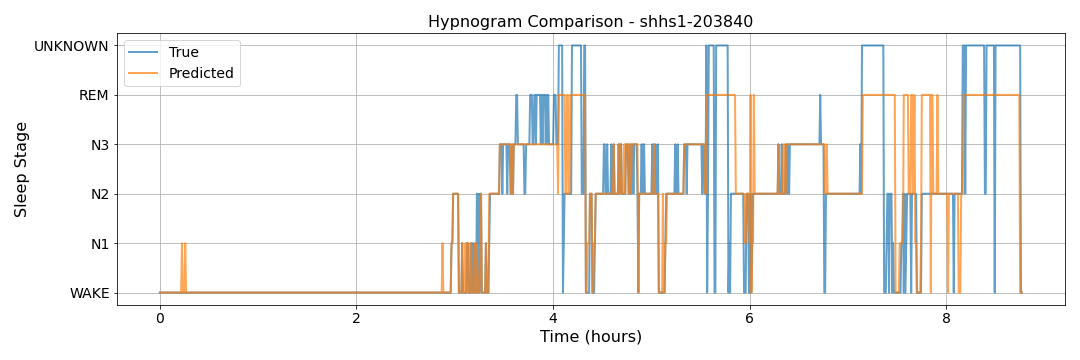 Hypnogram Comparison - shhs1-203840
UNKNOWN
REM
N3
N2
N1
WAKE
Sleep Stage
True
Predicted
0
2
4
6
8
Time (hours)